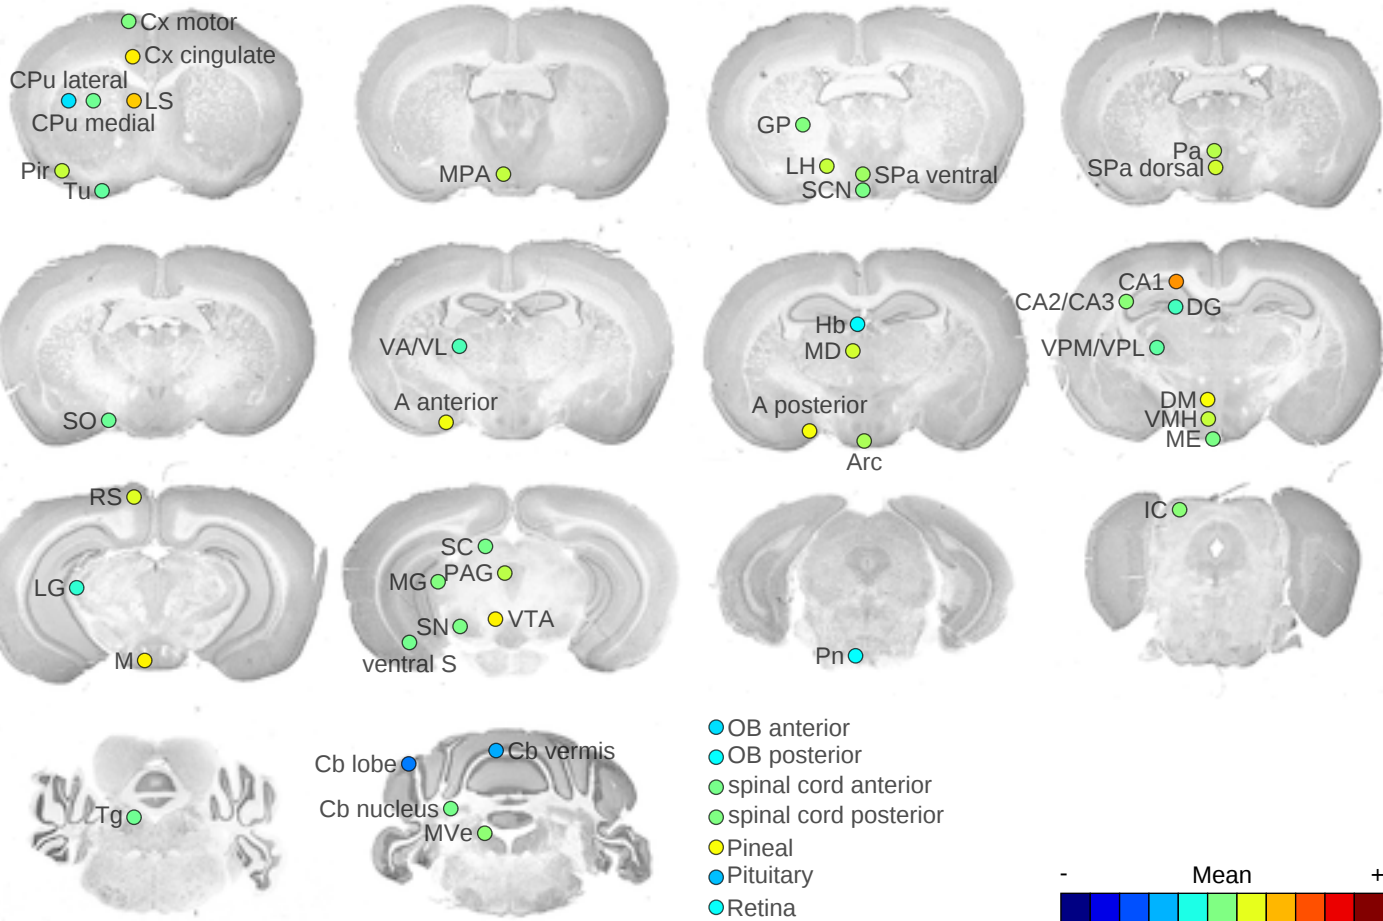 Cx motor
Cx cingulate
CPu lateral
LS
CPu medial
Pir
Tu
MPA
GP
LH
SPa ventral
SCN
Pa
SPa dorsal
SO
VA/VL
A anterior
Hb
MD
A posterior
Arc
CA1
CA2/CA3
DG
VPM/VPL
DM
VMH
ME
RS
LG
M
SC
MG
PAG
SN
VTA
ventral S
Pn
IC
Tg
Cb lobe
Cb vermis
Cb nucleus
MVe
OB anterior
OB posterior
spinal cord anterior
spinal cord posterior
Pineal
Pituitary
Retina
- Mean +